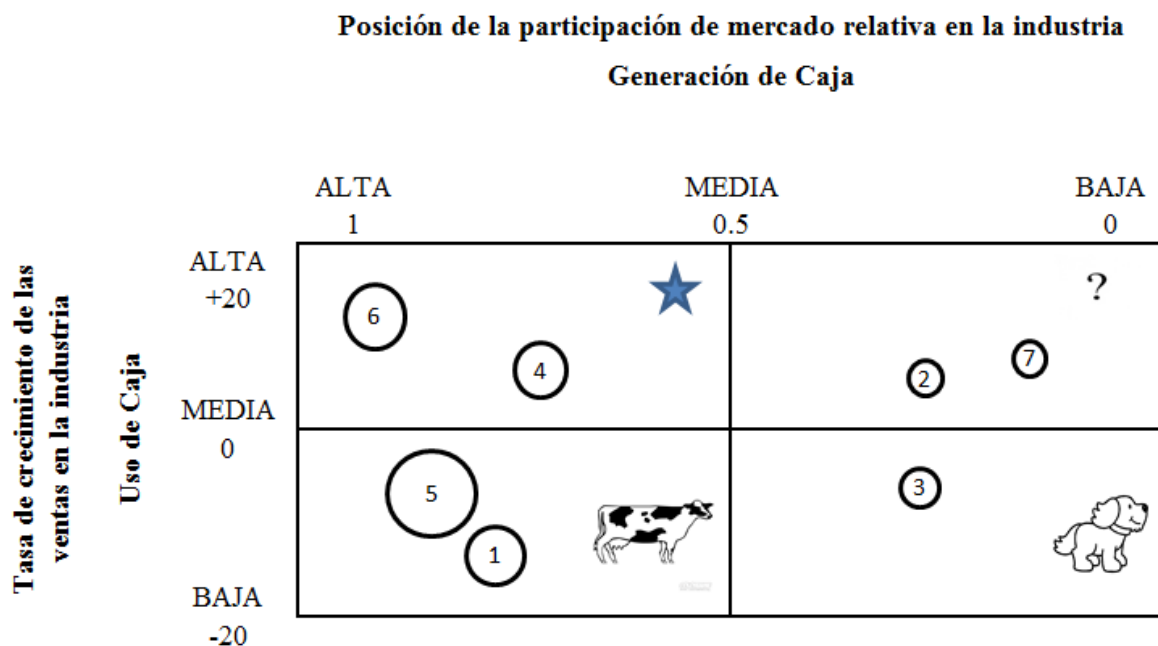 Posición de la participación de mercado relativa en la industria
Generación de Caja
ALTA
1
MEDIA
0.5
BAJA
0
Tasa de crecimiento de las
ventas en la industria
Uso de Caja
ALTA
+20
MEDIA
0
BAJA
-20
6
4
?
2
7
5
1
3